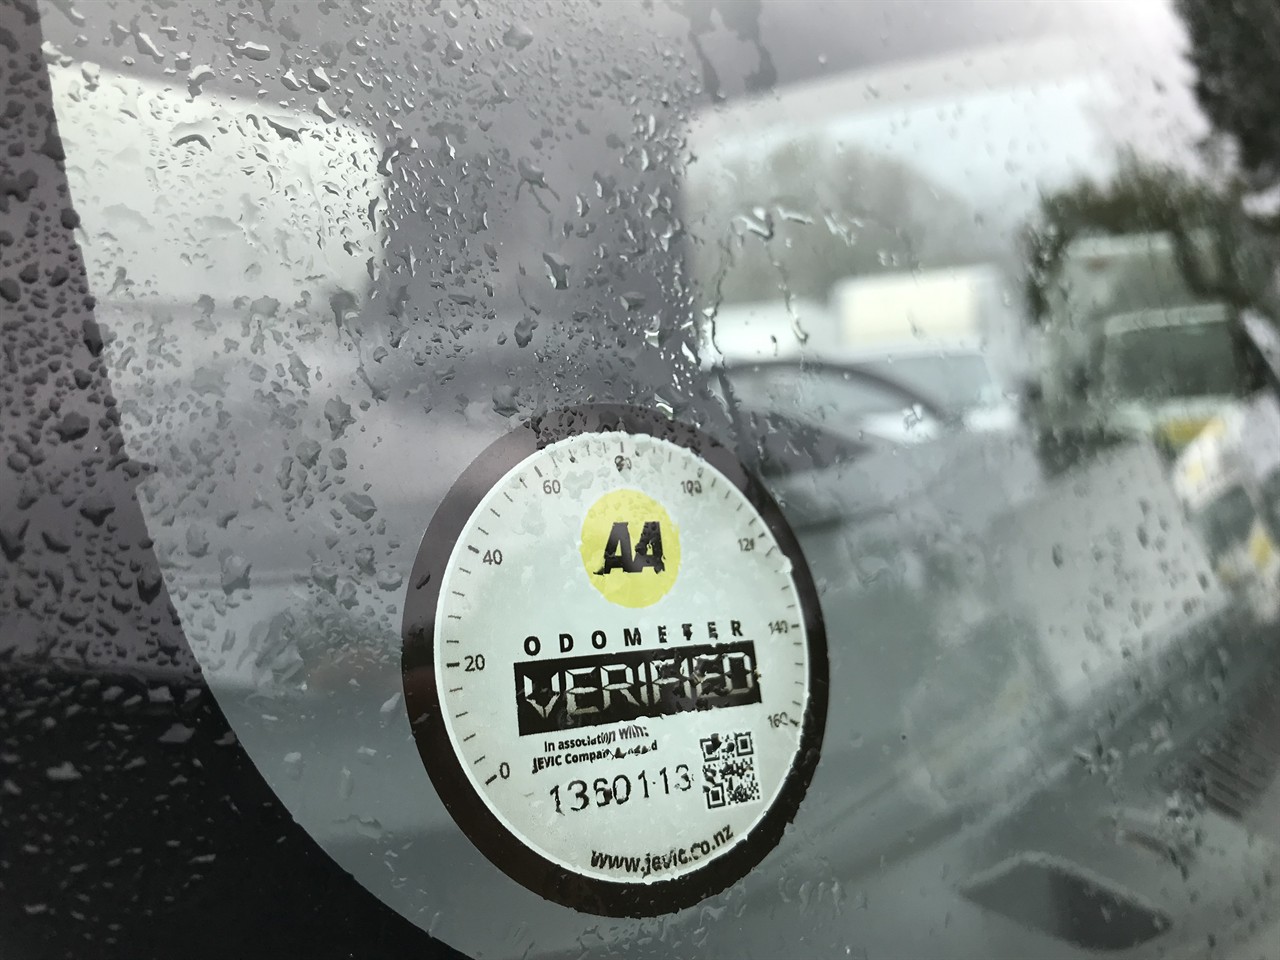 60 80 100
40 120
AA
ODOMETER
20 140
VERIFIED
160
In association with:
JEVIC Company Limited
0
1360113
www.jevic.co.nz